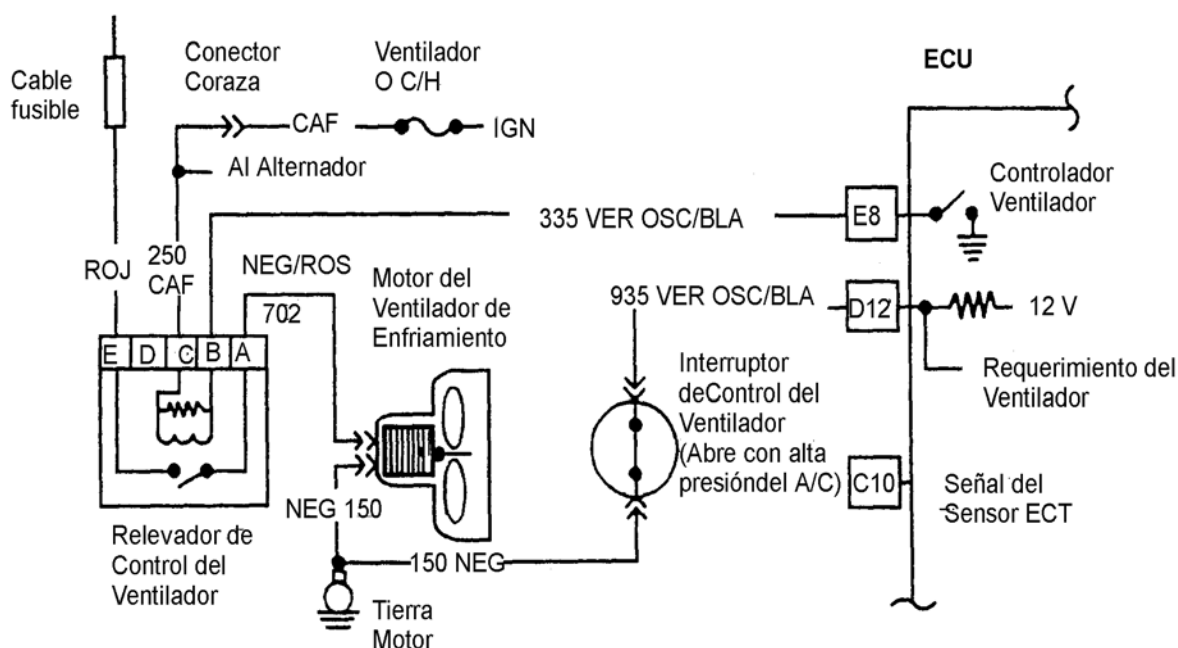 Cable
fusible
Conector
Coraza
Ventilador
O C/H
CAF
IGN
Al Alternador
ECU
Controlador
Ventilador
335 VER OSC/BLA
E8
ROJ
250
CAF
NEG/ROS
702
Motor del
Ventilador de
Enfriamiento
935 VER OSC/BLA
D12
12 V
Requerimiento del
Ventilador
E D C B A
Interruptor
deControl del
Ventilador
(Abre con alta
presióndel A/C)
C10
Señal del
Sensor ECT
NEG 150
150 NEG
Relevador de
Control del
Ventilador
Tierra
Motor